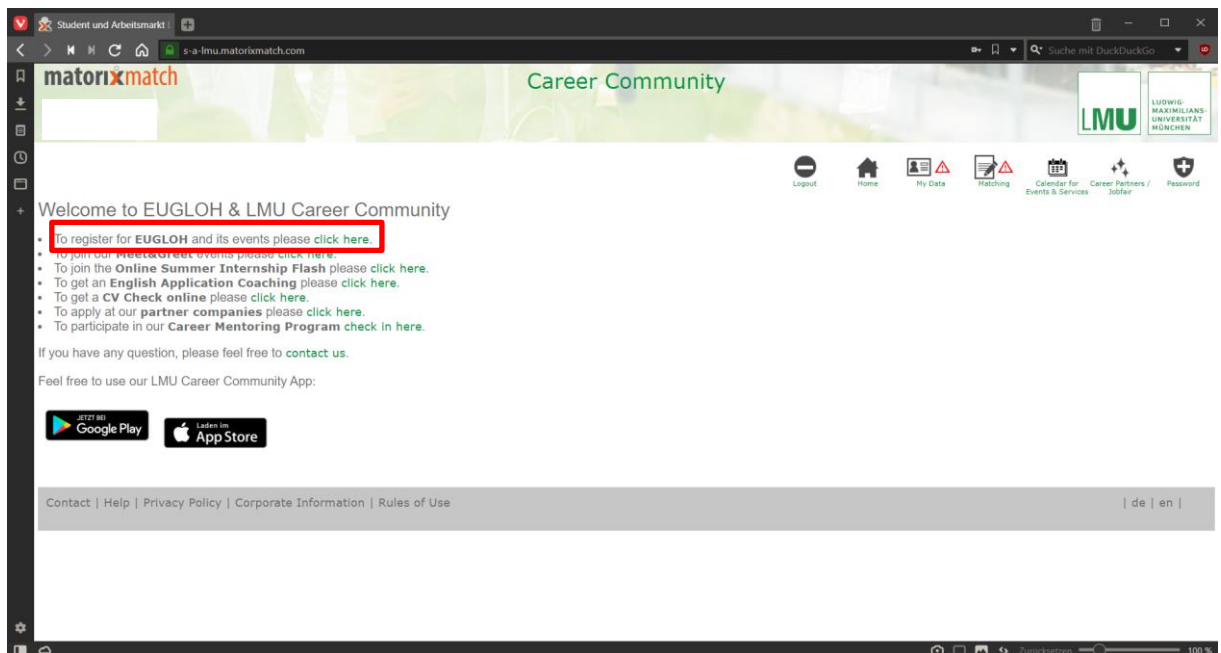 Student und Arbeitsmarkt
s-a-lmu.matorixmatch.com
Suche mit DuckDuckGo
matorixmatch
Career Community
LMU
LUDWIG-
MAXIMILIANS-
UNIVERSITÄT
MÜNCHEN
Logout
Home
My Data
Matching
Calendar for
Events & Services
Career Partners /
Jobfair
Password
Welcome to EUGLOH & LMU Career Community
To register for EUGLOH and its events please click here.
To join our Meet&Greet events please click here.
To join the Online Summer Internship Flash please click here.
To get an English Application Coaching please click here.
To get a CV Check online please click here.
To apply at our partner companies please click here.
To participate in our Career Mentoring Program check in here.
If you have any question, please feel free to contact us.
Feel free to use our LMU Career Community App:
JETZT BEI
Google Play
Laden im
App Store
Contact | Help | Privacy Policy | Corporate Information | Rules of Use
| de | en |
Zurücksetzen
100 %